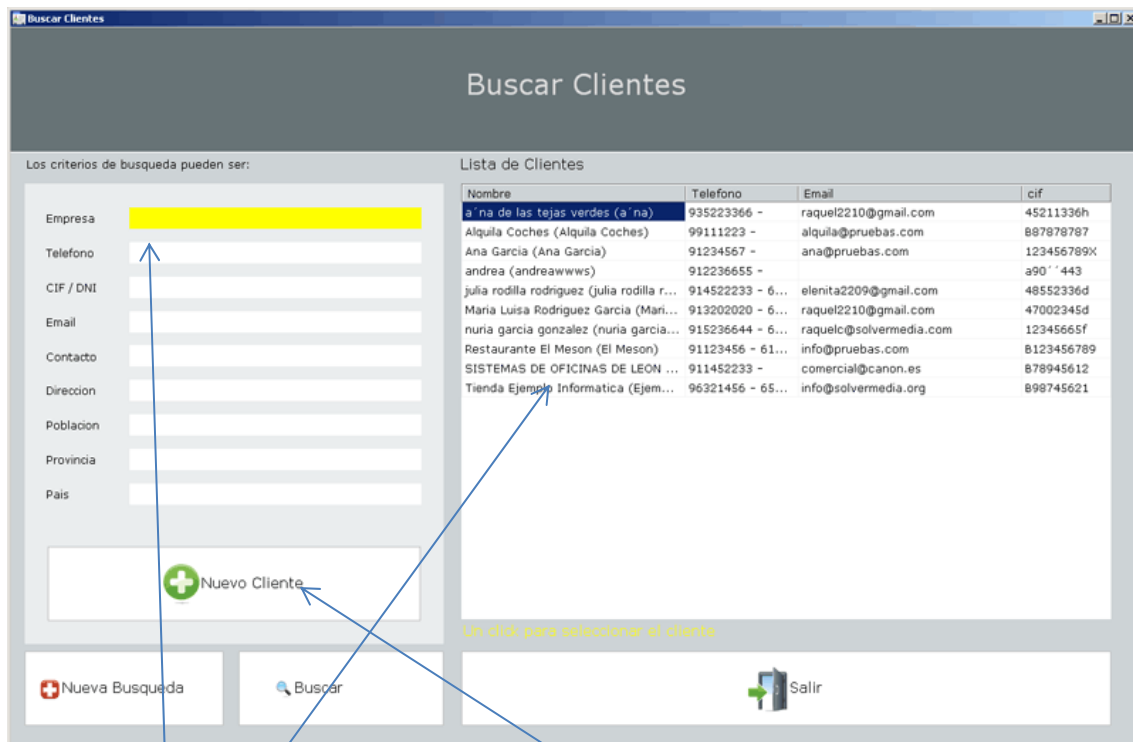 Buscar Clientes
Buscar Clientes
Los criterios de busqueda pueden ser:
Empresa
Telefono
CIF / DNI
Email
Contacto
Direccion
Poblacion
Provincia
Pais
Nuevo Cliente
Nueva Busqueda
Buscar
Lista de Clientes
Nombre Telefono Email cif
a´na de las tejas verdes (a´na) 935223366 - raquel2210@gmail.com 45211336h
Alquila Coches (Alquila Coches) 99111223 - alquila@pruebas.com B87878787
Ana Garcia (Ana Garcia) 91234567 - ana@pruebas.com 123456789X
andrea (andreawwws) 912236655 - a90´´443
julia rodilla rodriguez (julia rodilla r... 914522233 - 6... elenita2209@gmail.com 48552336d
Maria Luisa Rodriguez Garcia (Mari... 913202020 - 6... raquel2210@gmail.com 47002345d
nuria garcia gonzalez (nuria garcia... 915236644 - 6... raquelc@solvermedia.com 12345665f
Restaurante El Meson (El Meson) 91123456 - 61... info@pruebas.com B123456789
SISTEMAS DE OFICINAS DE LEON ... 911452233 - comercial@canon.es B78945612
Tienda Ejemplo Informatica (Ejem... 96321456 - 65... info@solvermedia.org B98745621
Un click para seleccionar el cliente
Salir